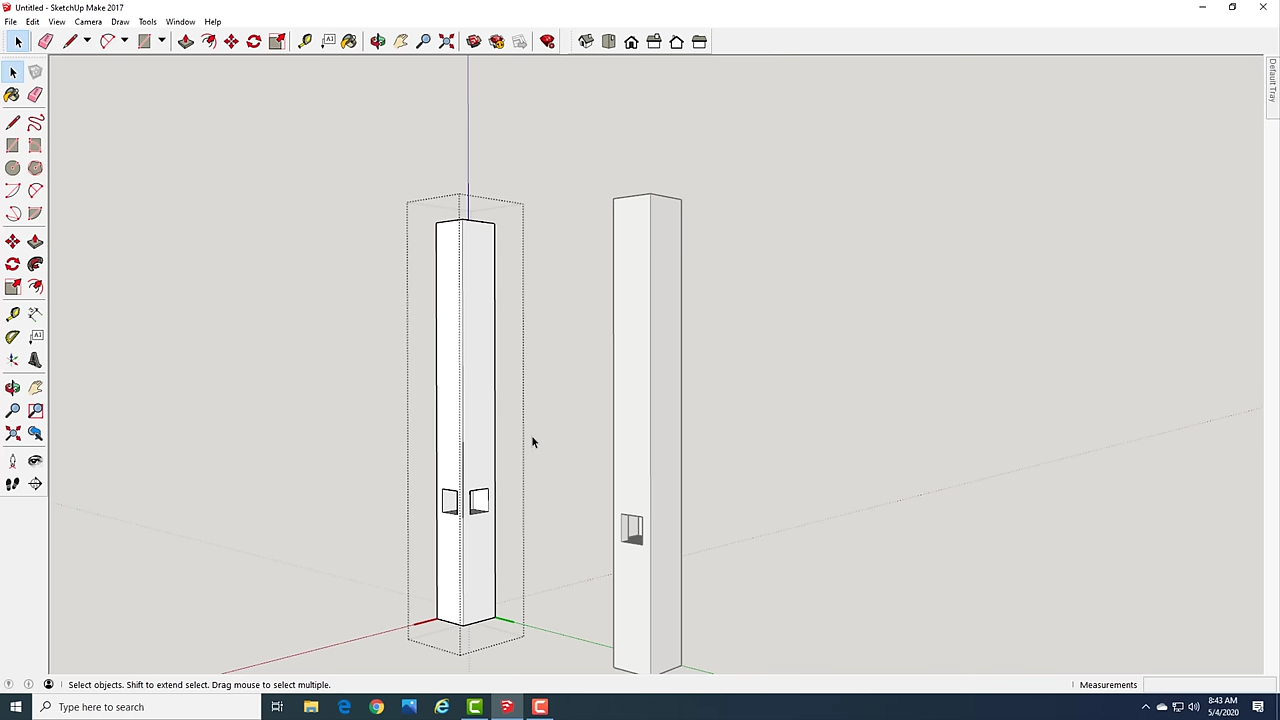 Untitled - SketchUp Make 2017
File Edit View Camera Draw Tools Window Help
Default Tray
Select objects. Shift to extend select. Drag mouse to select multiple.
Measurements
Type here to search
8:43 AM
5/4/2020